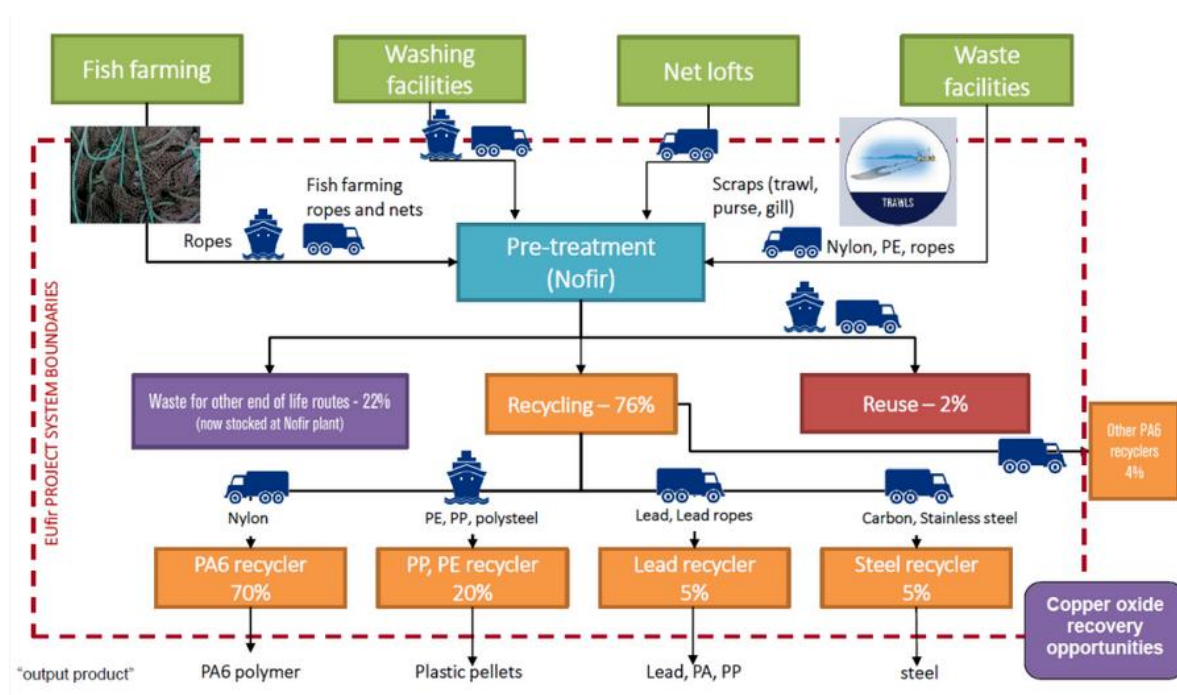 Fish farming
Washing
facilities
Net lofts
Waste
facilities
Fish farming
ropes and nets
Ropes
Scraps (trawl,
purse, gill)
TRAWLS
Nylon, PE, ropes
Pre-treatment
(Nofir)
EUfir PROJECT SYSTEM BOUNDARIES
Waste for other end of life routes - 22%
(now stocked at Nofir plant)
Recycling – 76%
Reuse – 2%
Other PA6
recyclers
4%
Nylon
PE, PP, polysteel
Lead, Lead ropes
Carbon, Stainless steel
PA6 recycler
70%
PP, PE recycler
20%
Lead recycler
5%
Steel recycler
5%
Copper oxide
recovery
opportunities
"output product"
PA6 polymer
Plastic pellets
Lead, PA, PP
steel